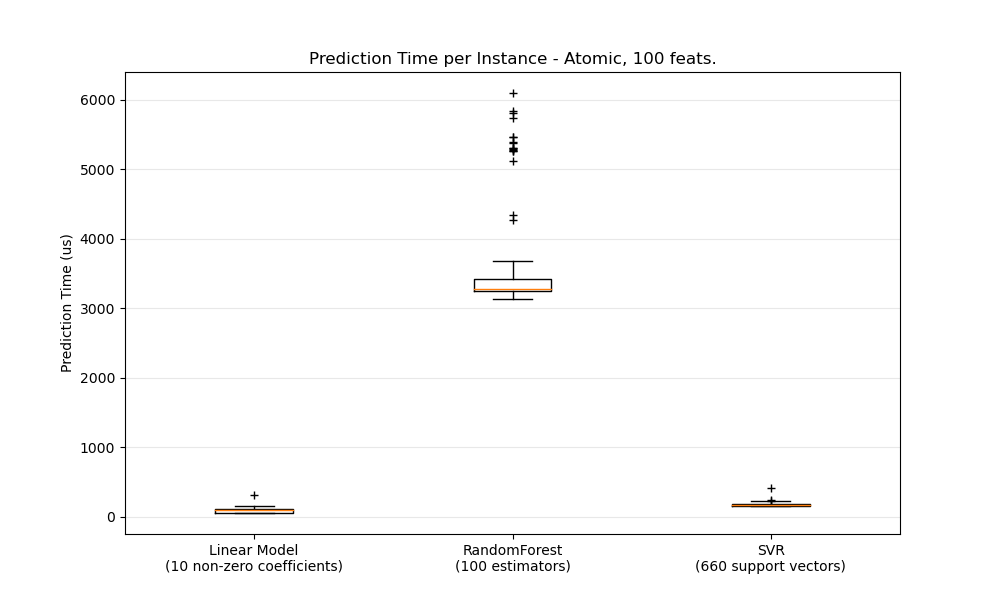 Prediction Time per Instance - Atomic, 100 feats.
Prediction Time (us)
6000
5000
4000
3000
2000
1000
0
Linear Model
(10 non-zero coefficients)
RandomForest
(100 estimators)
SVR
(660 support vectors)